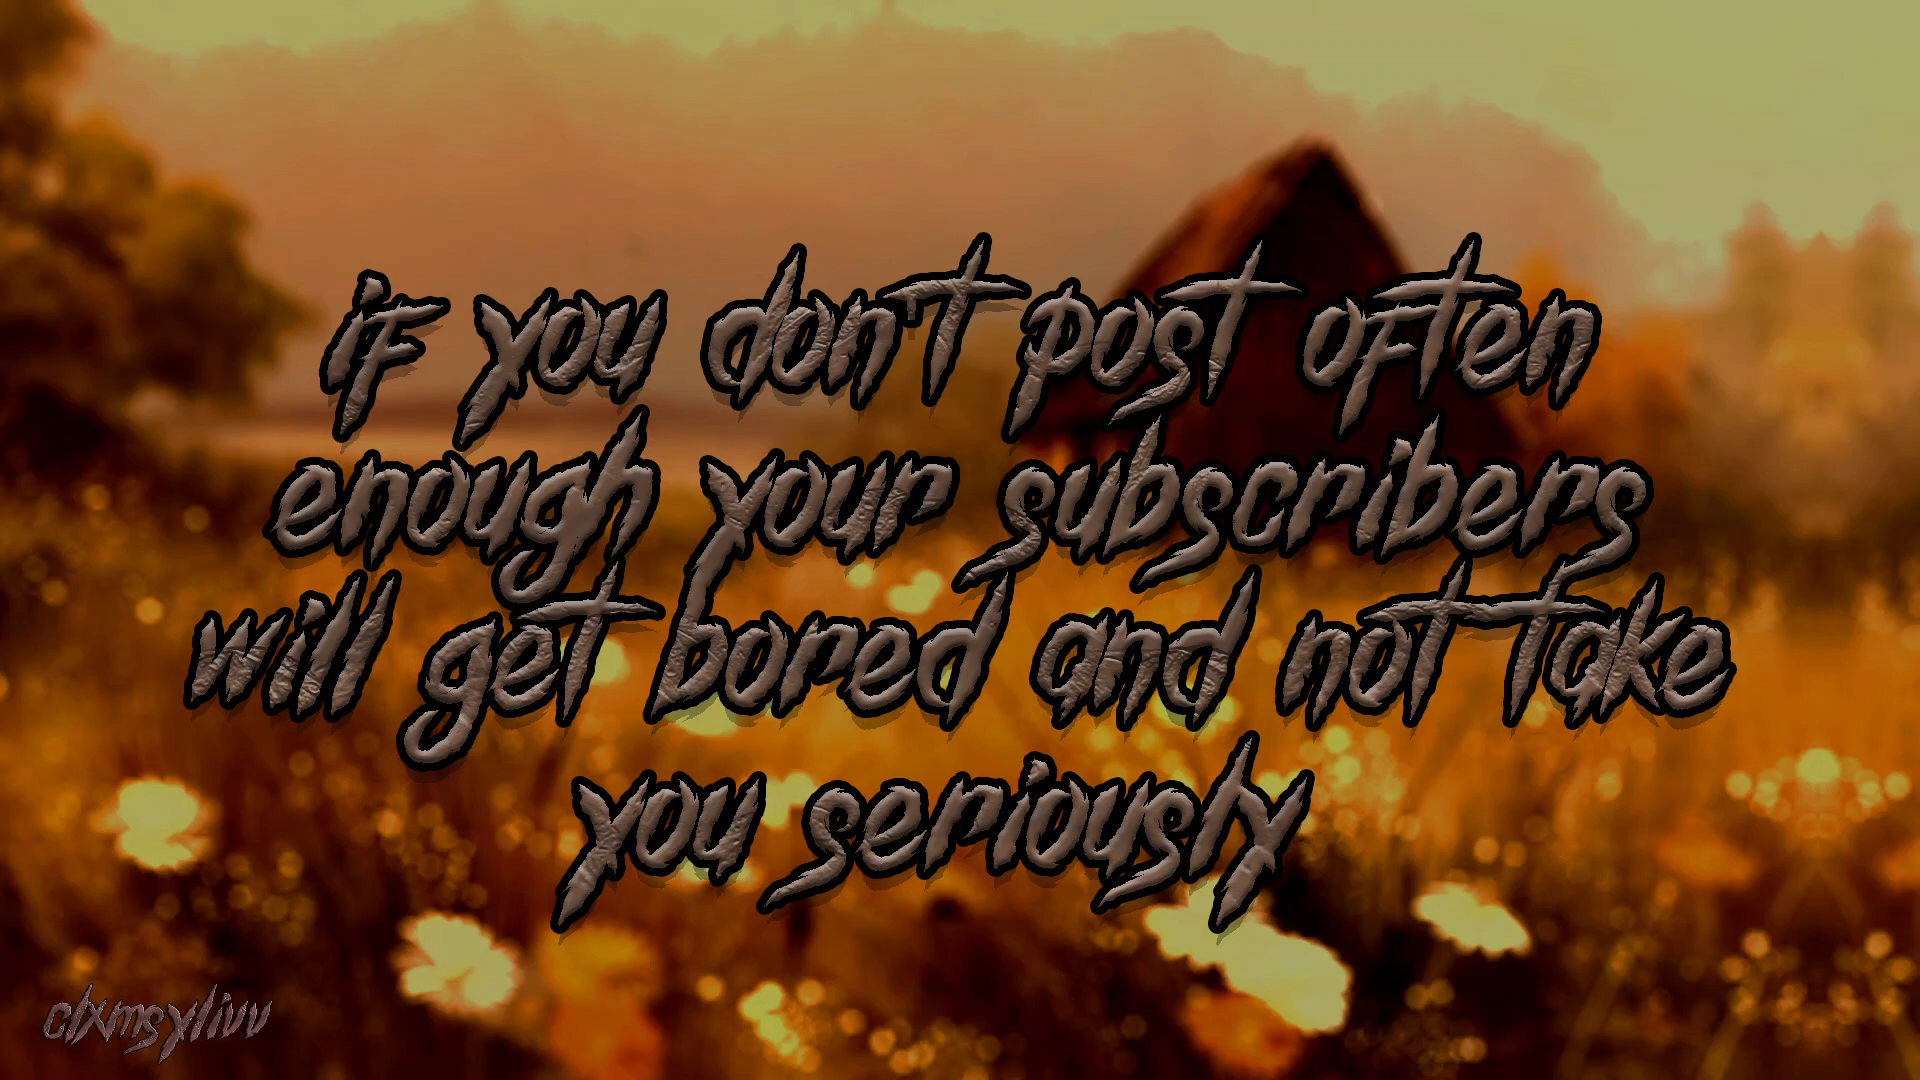 if you don't post often
enough your subscribers
will get bored and not take
you seriously
clxmsylivv